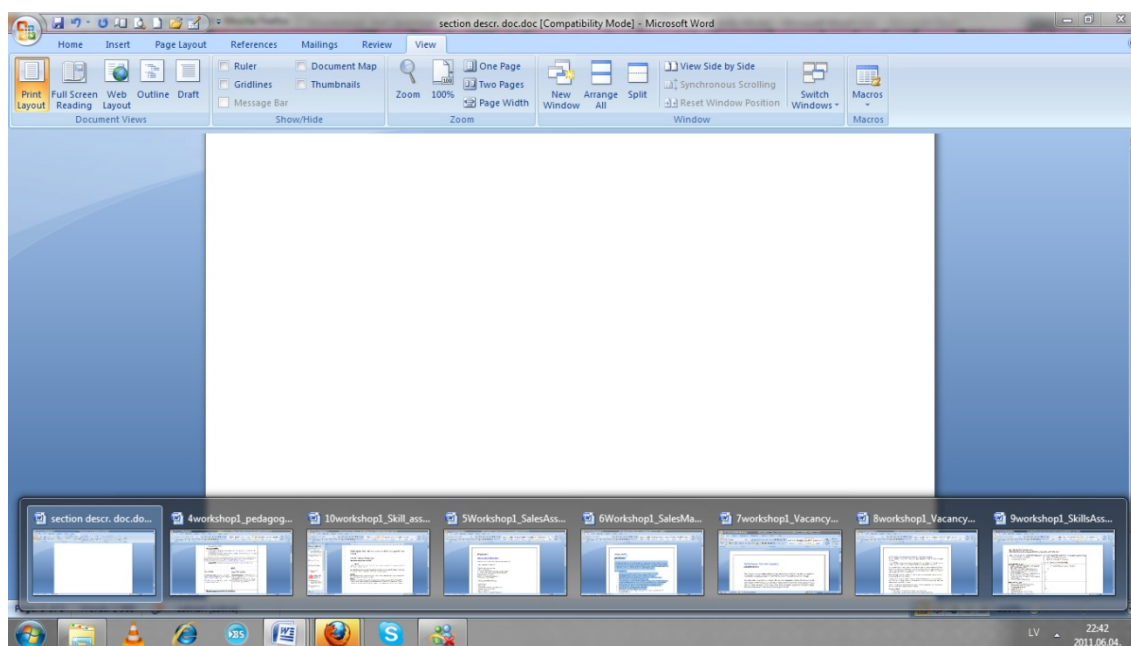 section descr. doc.doc [Compatibility Mode] - Microsoft Word
Home Insert Page Layout References Mailings Review View
Ruler Document Map One Page View Side by Side
Gridlines Thumbnails Two Pages Synchronous Scrolling
Message Bar Page Width Reset Window Position
Print Layout
Full Screen Reading
Web Layout
Outline
Draft
Zoom
100%
New Window
Arrange All
Split
Switch Windows
Macros
Document Views Show/Hide Zoom Window Macros
section descr. doc.do... 4workshop1_pedagog... 10workshop1_Skill_ass... 5Workshop1_SalesAss... 6Workshop1_SalesMa... 7workshop1_Vacancy... 8workshop1_Vacancy... 9workshop1_SkillsAss...
LV 22:42
2011.06.04.